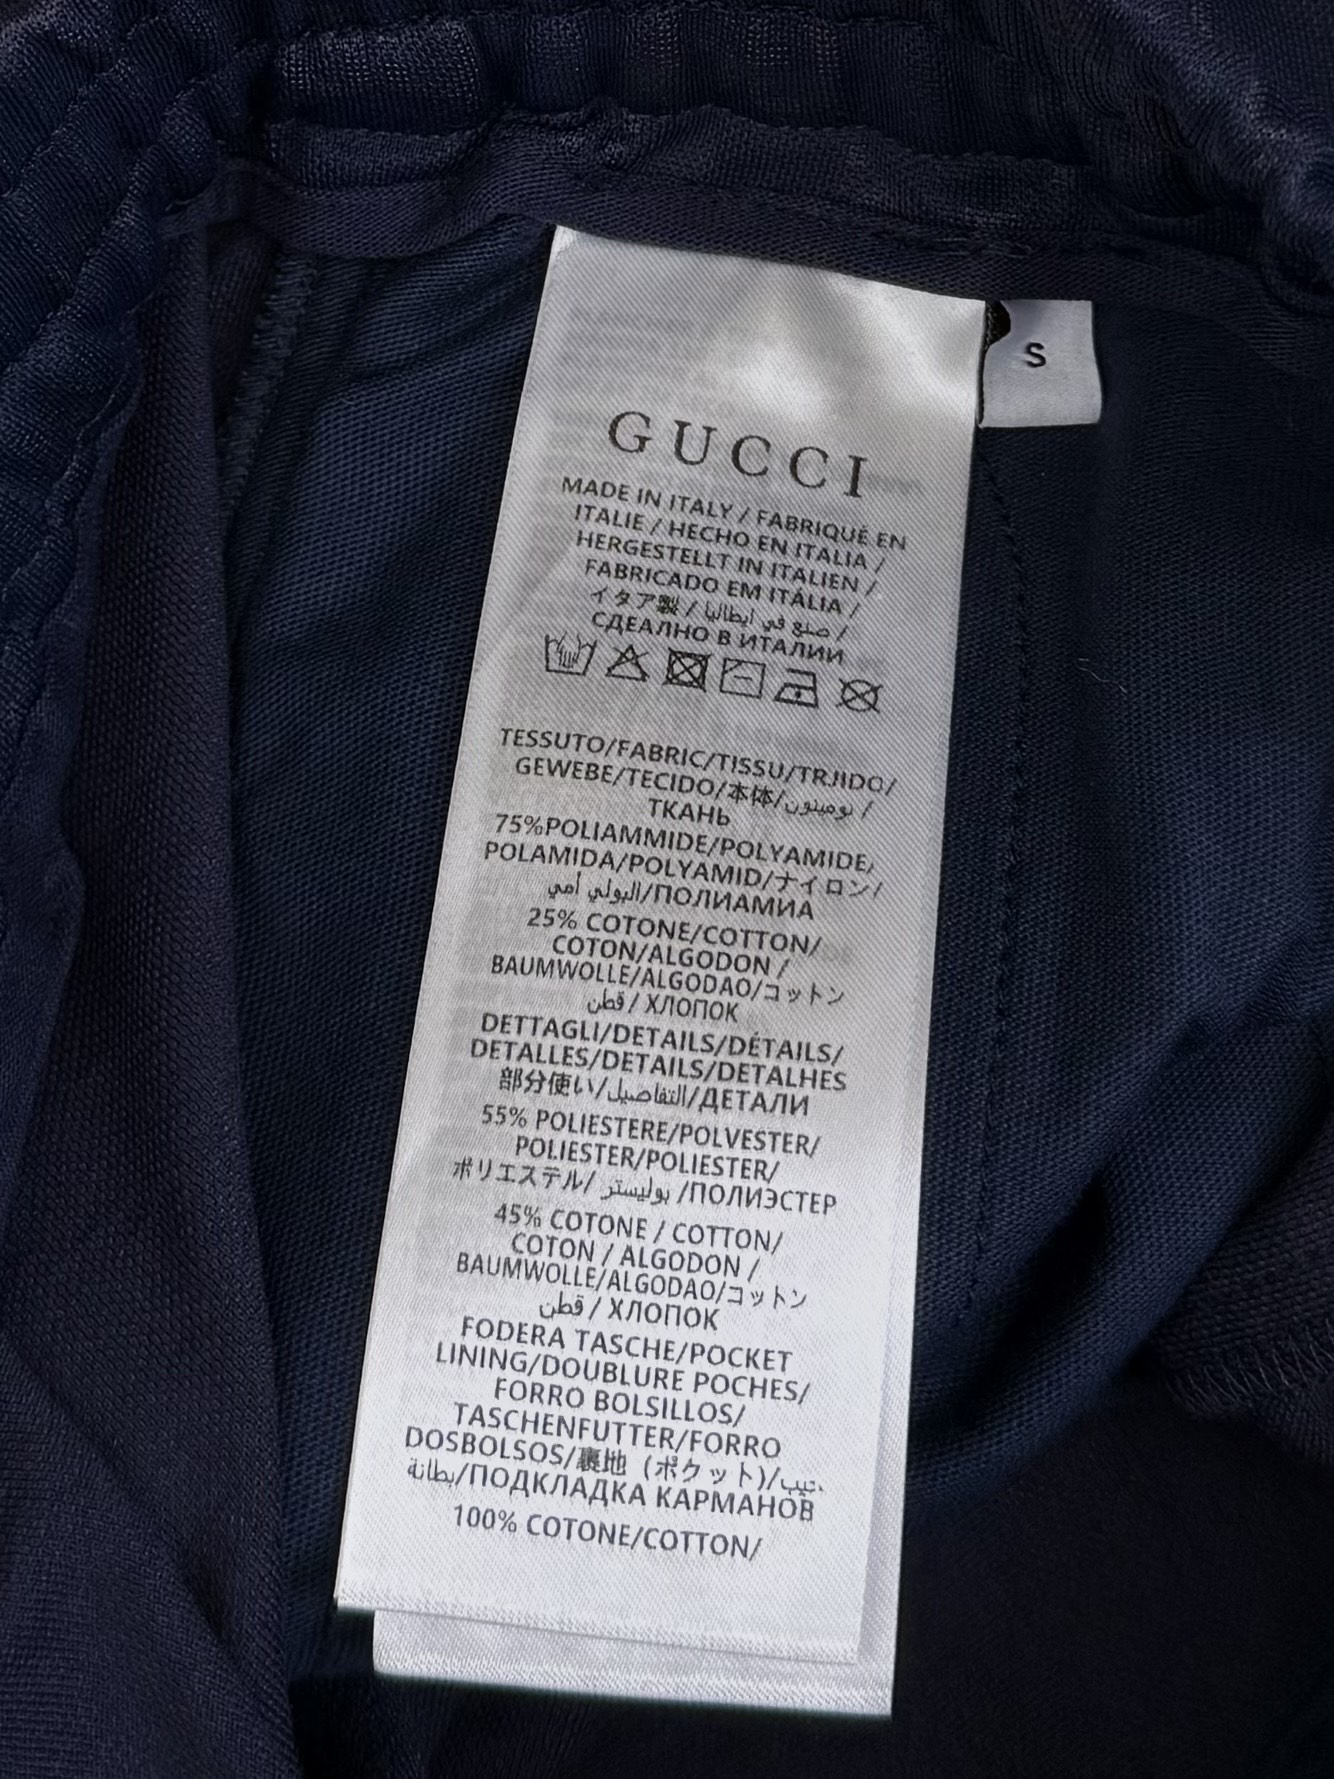 S
GUCCI
MADE IN ITALY / FABRIQUÉ EN
ITALIE / HECHO EN ITALIA /
HERGESTELLT IN ITALIEN /
FABRICADO EM ITÁLIA /
イタア製 / صنع في ايطاليا /
СДЕАЛНО В ИТАЛИИ
TESSUTO/FABRIC/TISSU/TRJIDO/
GEWEBE/TECIDO/本体/ /
ТКАНЬ
75%POLIAMMIDE/POLYAMIDE/
POLAMIDA/POLYAMID/ナイロン/
البولي أمي/ПОЛИАМИА
25% COTONE/COTTON/
COTON/ALGODON /
BAUMWOLLE/ALGODAO/コットン
قطن / ХЛОПОК
DETTAGLI/DETAILS/DÉTAILS/
DETALLES/DETAILS/DETALHES
部分使い/التفاصيل/ДЕТАЛИ
55% POLIESTERE/POLVESTER/
POLIESTER/POLIESTER/
ポリエステル/ بوليستر /ПОЛИЭСТЕР
45% COTONE / COTTON/
COTON / ALGODON /
BAUMWOLLE/ALGODAO/コットン
قطن / ХЛОПОК
FODERA TASCHE/POCKET
LINING/DOUBLURE POCHES/
FORRO BOLSILLOS/
TASCHENFUTTER/FORRO
DOSBOLSOS/裏地 (ポケット)/
بطانة/ПОДКЛАДКА КАРМАНОВ
100% COTONE/COTTON/